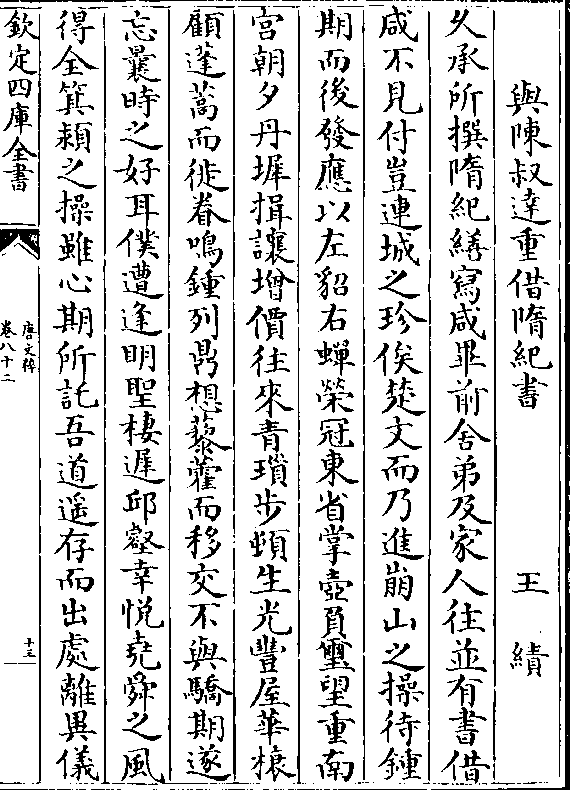 與陳叔達重借隋紀書 王績
久承所撰隋紀繕寫咸畢前舍弟及家人往並有書借
咸不見付豈連城之珍俟楚文而乃進崩山之操待鍾
期而後發應以左貂右蟬榮冠東省掌壺負璽望重南
宮朝夕丹墀揖讓增價往來青瑣步頓生光豐屋華榱
顧蓬蒿而徙眷鳴鍾列鼎想藜藿而移交不與驕期遂
忘曩時之好耳僕遭逢明聖棲遲邱壑幸悅堯舜之風
得全箕潁之操雖心期所託吾道遥存而出處離異儀
欽定四庫全書
唐文粹
卷八十二
十三